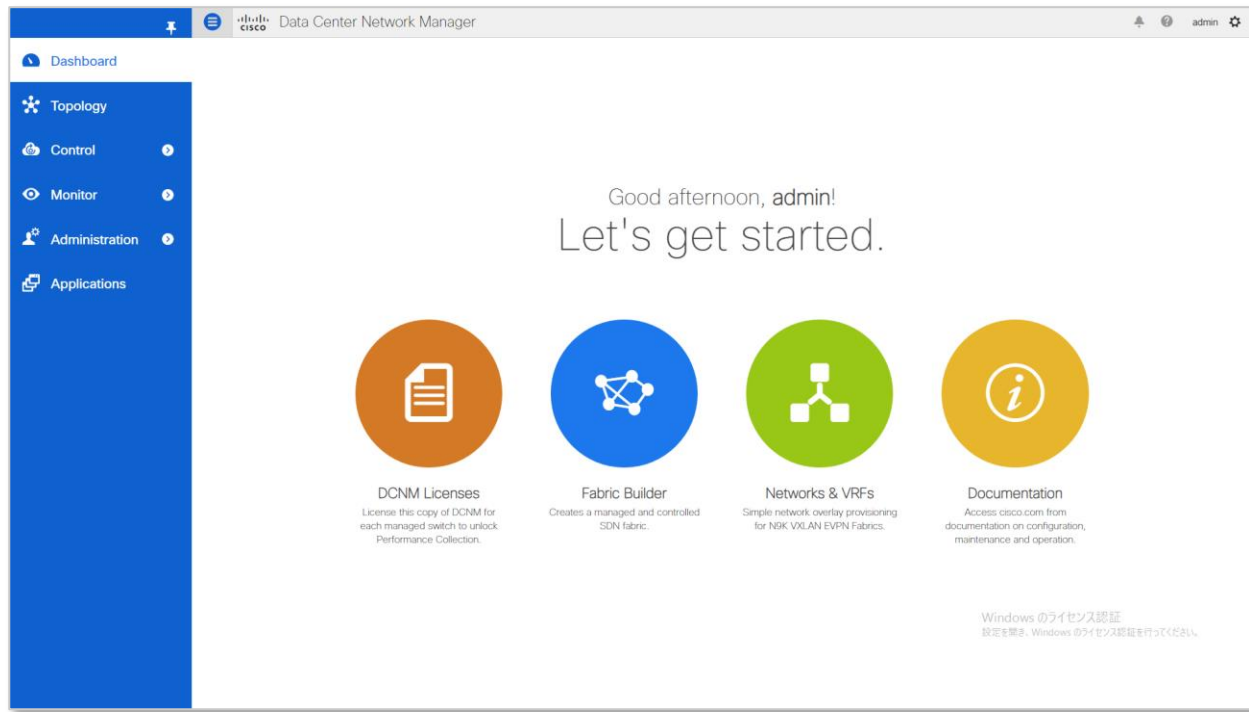 cisco Data Center Network Manager
admin
Dashboard
Topology
Control
Monitor
Administration
Applications
Good afternoon, admin!
Let's get started.
DCNM Licenses
License this copy of DCNM for
each managed switch to unlock
Performance Collection.
Fabric Builder
Creates a managed and controlled
SDN fabric.
Networks & VRFs
Simple network overlay provisioning
for N9K VXLAN EVPN Fabrics.
Documentation
Access cisco.com from
documentation on configuration,
maintenance and operation.
Windows のライセンス認証
設定を開き、Windows のライセンス認証を行ってください。